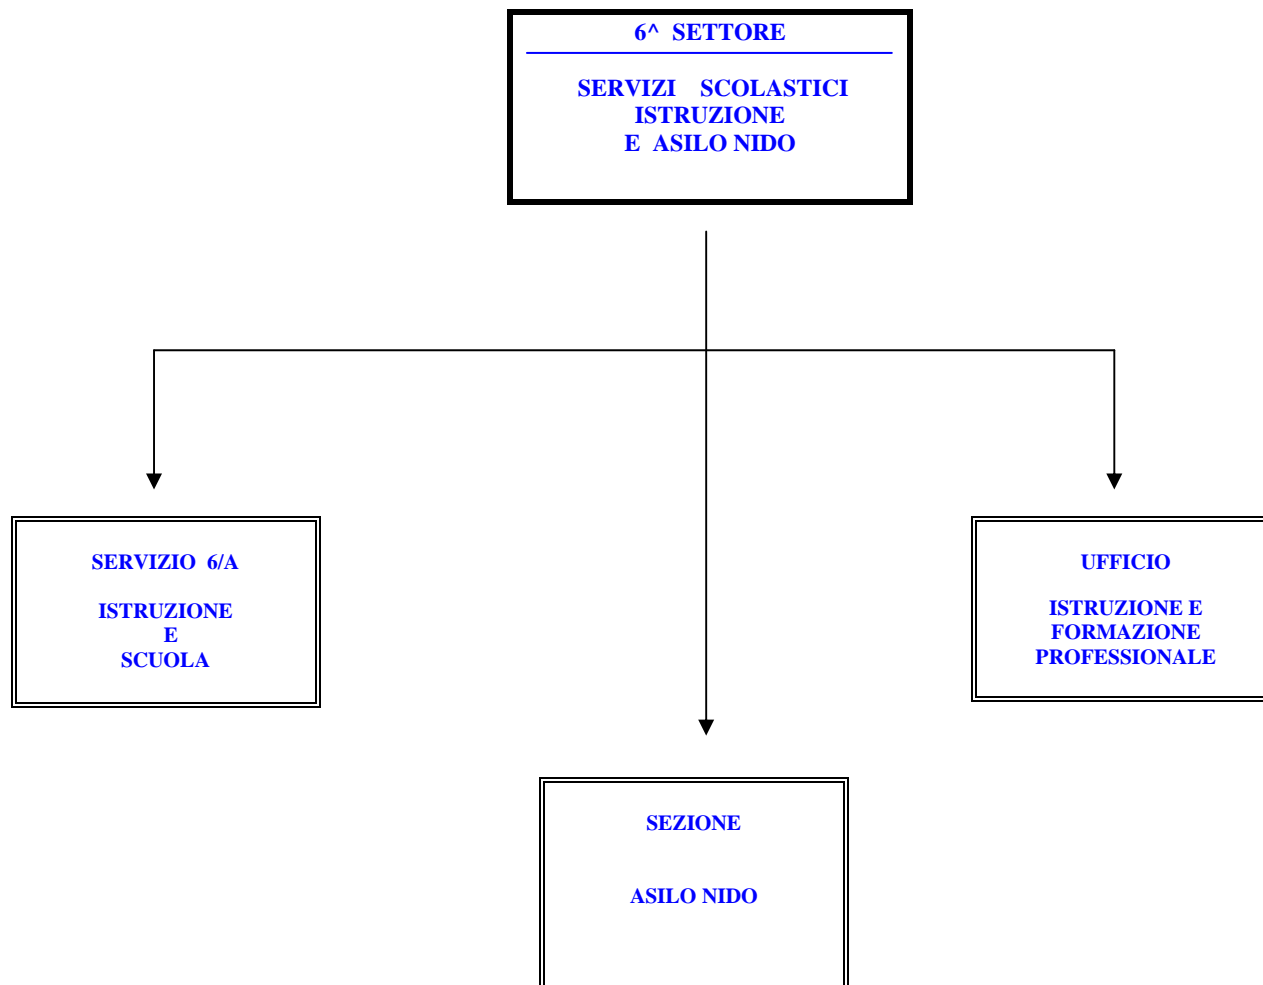 6^ SETTORE
SERVIZI SCOLASTICI
ISTRUZIONE
E ASILO NIDO
SERVIZIO 6/A
ISTRUZIONE
E
SCUOLA
UFFICIO
ISTRUZIONE E
FORMAZIONE
PROFESSIONALE
SEZIONE
ASILO NIDO